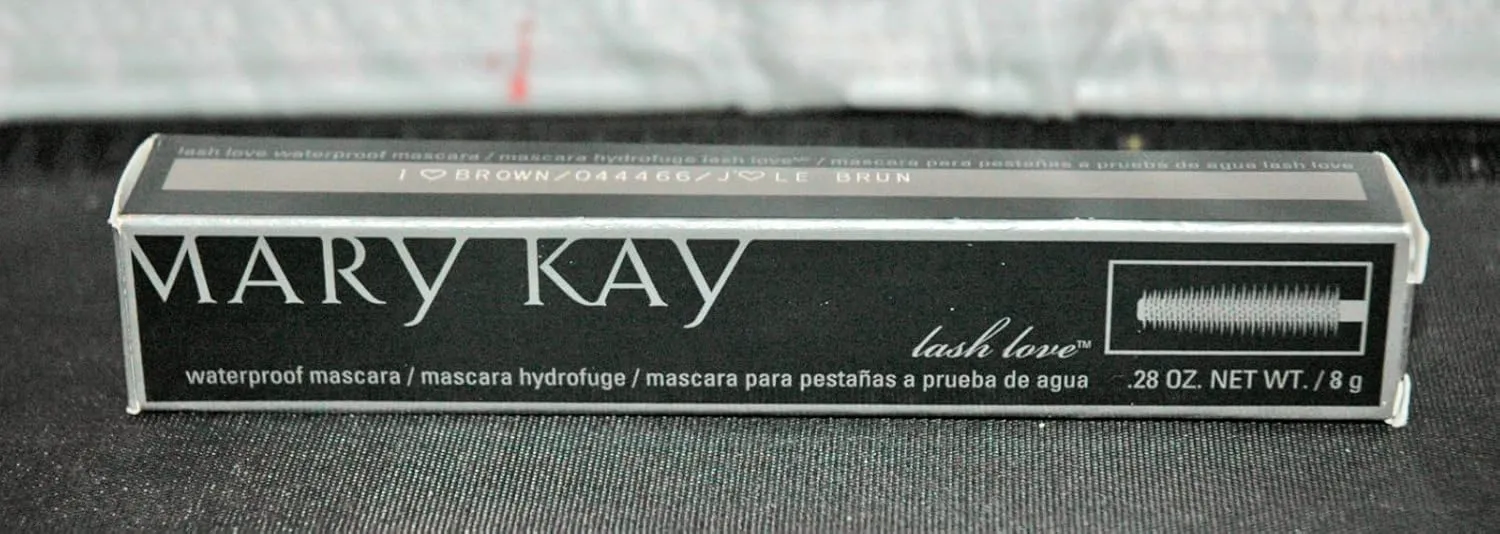 lash love waterproof mascara / mascara hydrofuge lash love™ / mascara para pestañas a prueba de agua lash love
I ♡ BROWN/044466/J'♡ LE BRUN
MARY KAY
lash love™
waterproof mascara / mascara hydrofuge / mascara para pestañas a prueba de agua .28 OZ. NET WT. / 8 g